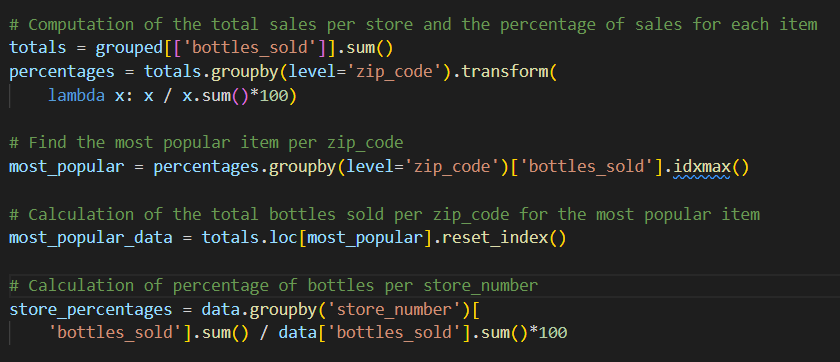 # Computation of the total sales per store and the percentage of sales for each item
totals = grouped[['bottles_sold']].sum()
percentages = totals.groupby(level='zip_code').transform(
    lambda x: x / x.sum()*100)
# Find the most popular item per zip_code
most_popular = percentages.groupby(level='zip_code')['bottles_sold'].idxmax()
# Calculation of the total bottles sold per zip_code for the most popular item
most_popular_data = totals.loc[most_popular].reset_index()
# Calculation of percentage of bottles per store_number
store_percentages = data.groupby('store_number')[
    'bottles_sold'].sum() / data['bottles_sold'].sum()*100